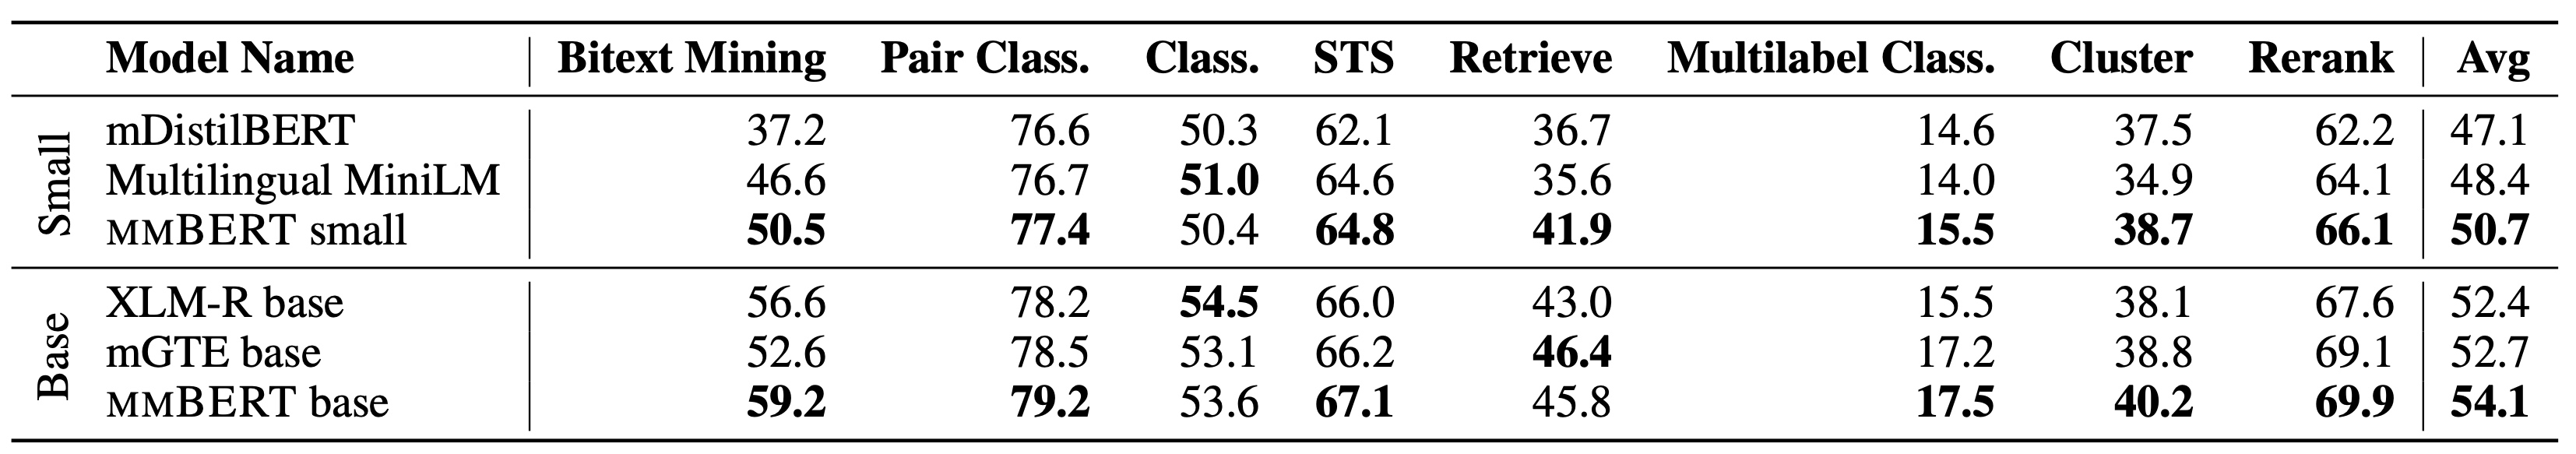 Model Name Bitext Mining Pair Class. Class. STS Retrieve Multilabel Class. Cluster Rerank Avg
Small
mDistilBERT 37.2 76.6 50.3 62.1 36.7 14.6 37.5 62.2 47.1
Multilingual MiniLM 46.6 76.7 51.0 64.6 35.6 14.0 34.9 64.1 48.4
MMBERT small 50.5 77.4 50.4 64.8 41.9 15.5 38.7 66.1 50.7
Base
XLM-R base 56.6 78.2 54.5 66.0 43.0 15.5 38.1 67.6 52.4
mGTE base 52.6 78.5 53.1 66.2 46.4 17.2 38.8 69.1 52.7
MMBERT base 59.2 79.2 53.6 67.1 45.8 17.5 40.2 69.9 54.1